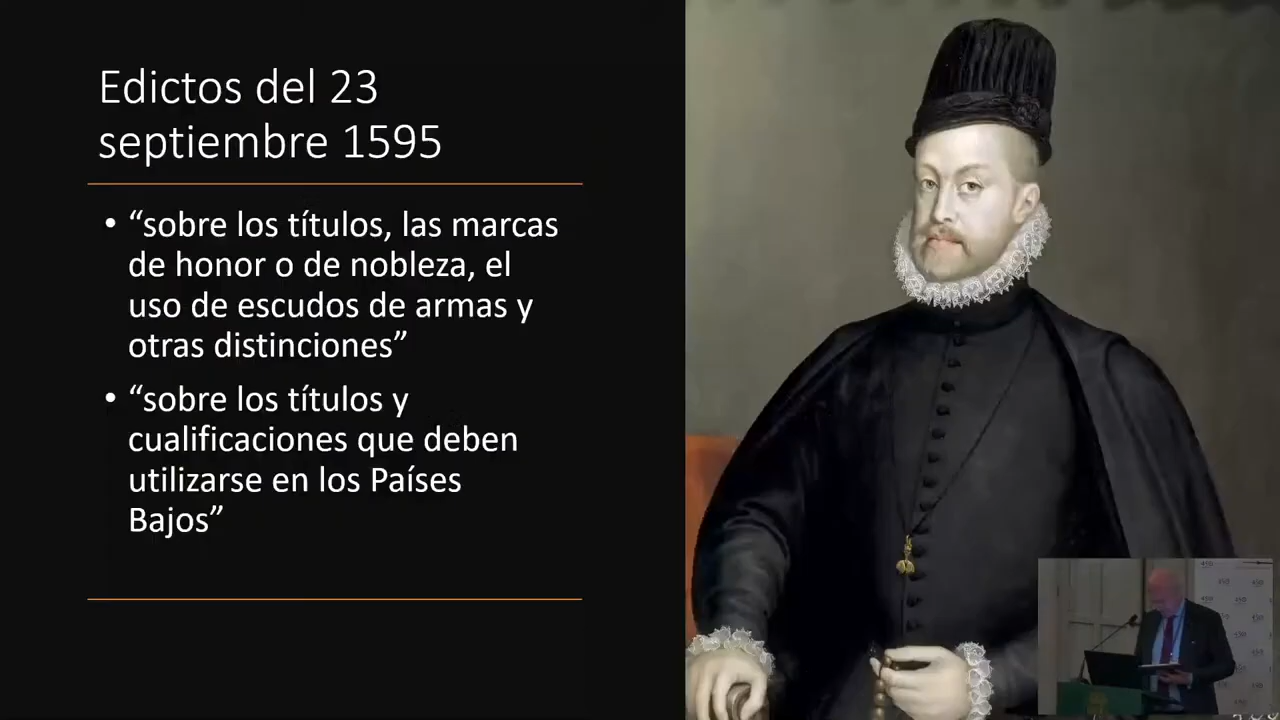 Edictos del 23
septiembre 1595
• “sobre los títulos, las marcas
de honor o de nobleza, el
uso de escudos de armas y
otras distinciones”
• “sobre los títulos y
cualificaciones que deben
utilizarse en los Países
Bajos”